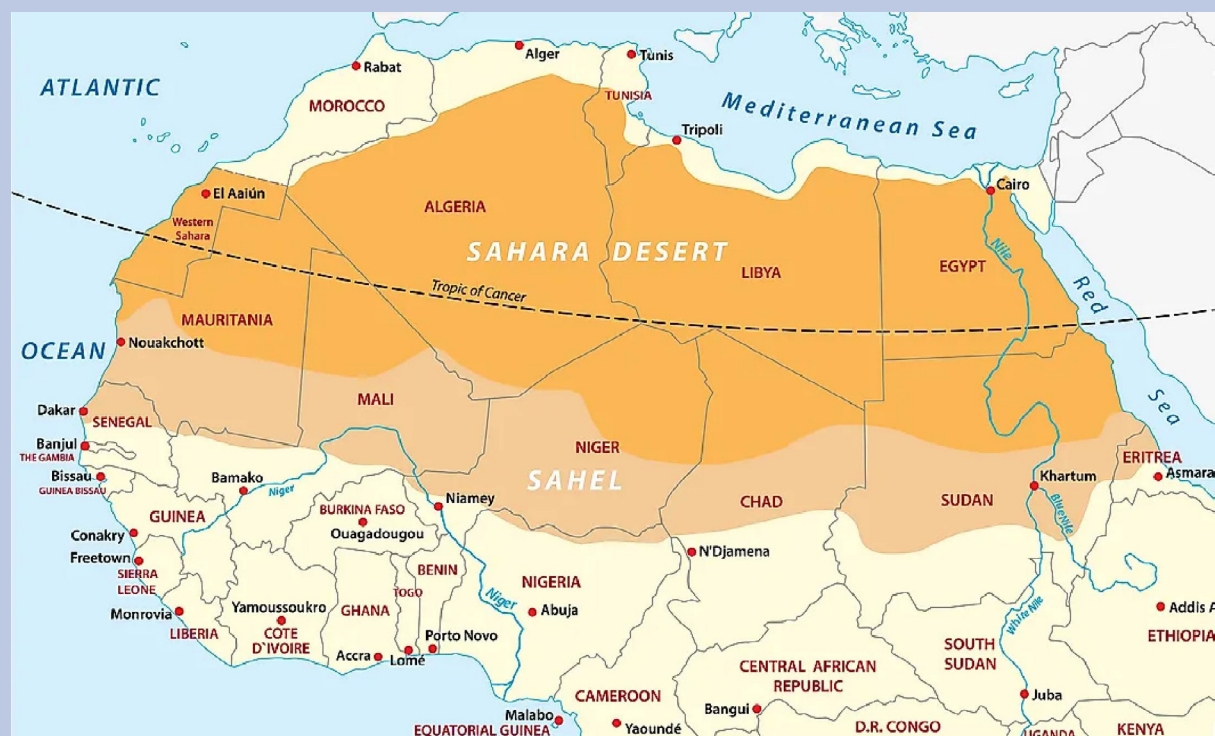 ATLANTIC
Rabat
Alger
Tunis
MOROCCO
TUNISIA
Mediterranean Sea
Tripoli
El Aaiún
Cairo
Western
Sahara
ALGERIA
SAHARA DESERT
LIBYA
EGYPT
Nile
Red
Tropic of Cancer
MAURITANIA
OCEAN
Nouakchott
Sea
Dakar
SENEGAL
MALI
NIGER
Banjul
THE GAMBIA
ERITREA
Asmara
Bissau
GUINEA BISSAU
Bamako
Niger
SAHEL
Khartum
Niamey
CHAD
SUDAN
Blue Nile
GUINEA
BURKINA FASO
Ouagadougou
Conakry
Freetown
SIERRA
LEONE
N'Djamena
BENIN
NIGERIA
TOGO
Niger
Abuja
Monrovia
LIBERIA
Yamoussoukro
GHANA
COTE
D`IVOIRE
Porto Novo
Accra
Lomé
White Nile
Addis A
ETHIOPIA
SOUTH
SUDAN
CENTRAL AFRICAN
REPUBLIC
CAMEROON
Juba
Malabo
EQUATORIAL GUINEA
Yaoundé
Bangui
D.R. CONGO
UGANDA
KENYA